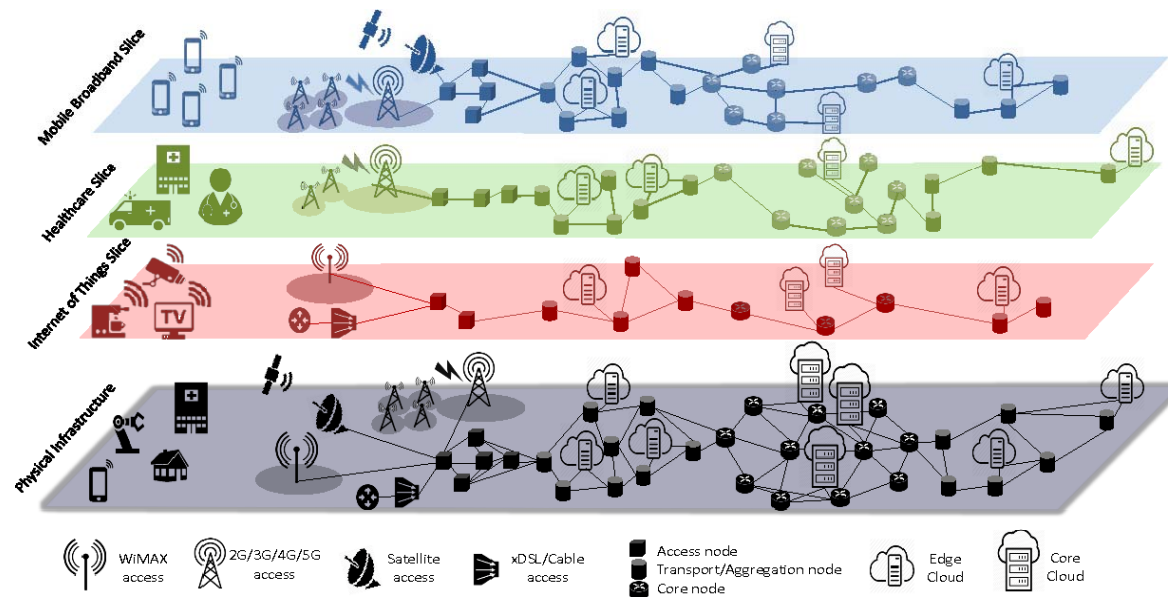 Mobile Broadband Slice
Healthcare Slice
Internet of Things Slice
TV
Physical Infrastructure
WiMAX
access
2G/3G/4G/5G
access
Satellite
access
xDSL/Cable
access
Access node
Transport/Aggregation node
Core node
Edge
Cloud
Core
Cloud